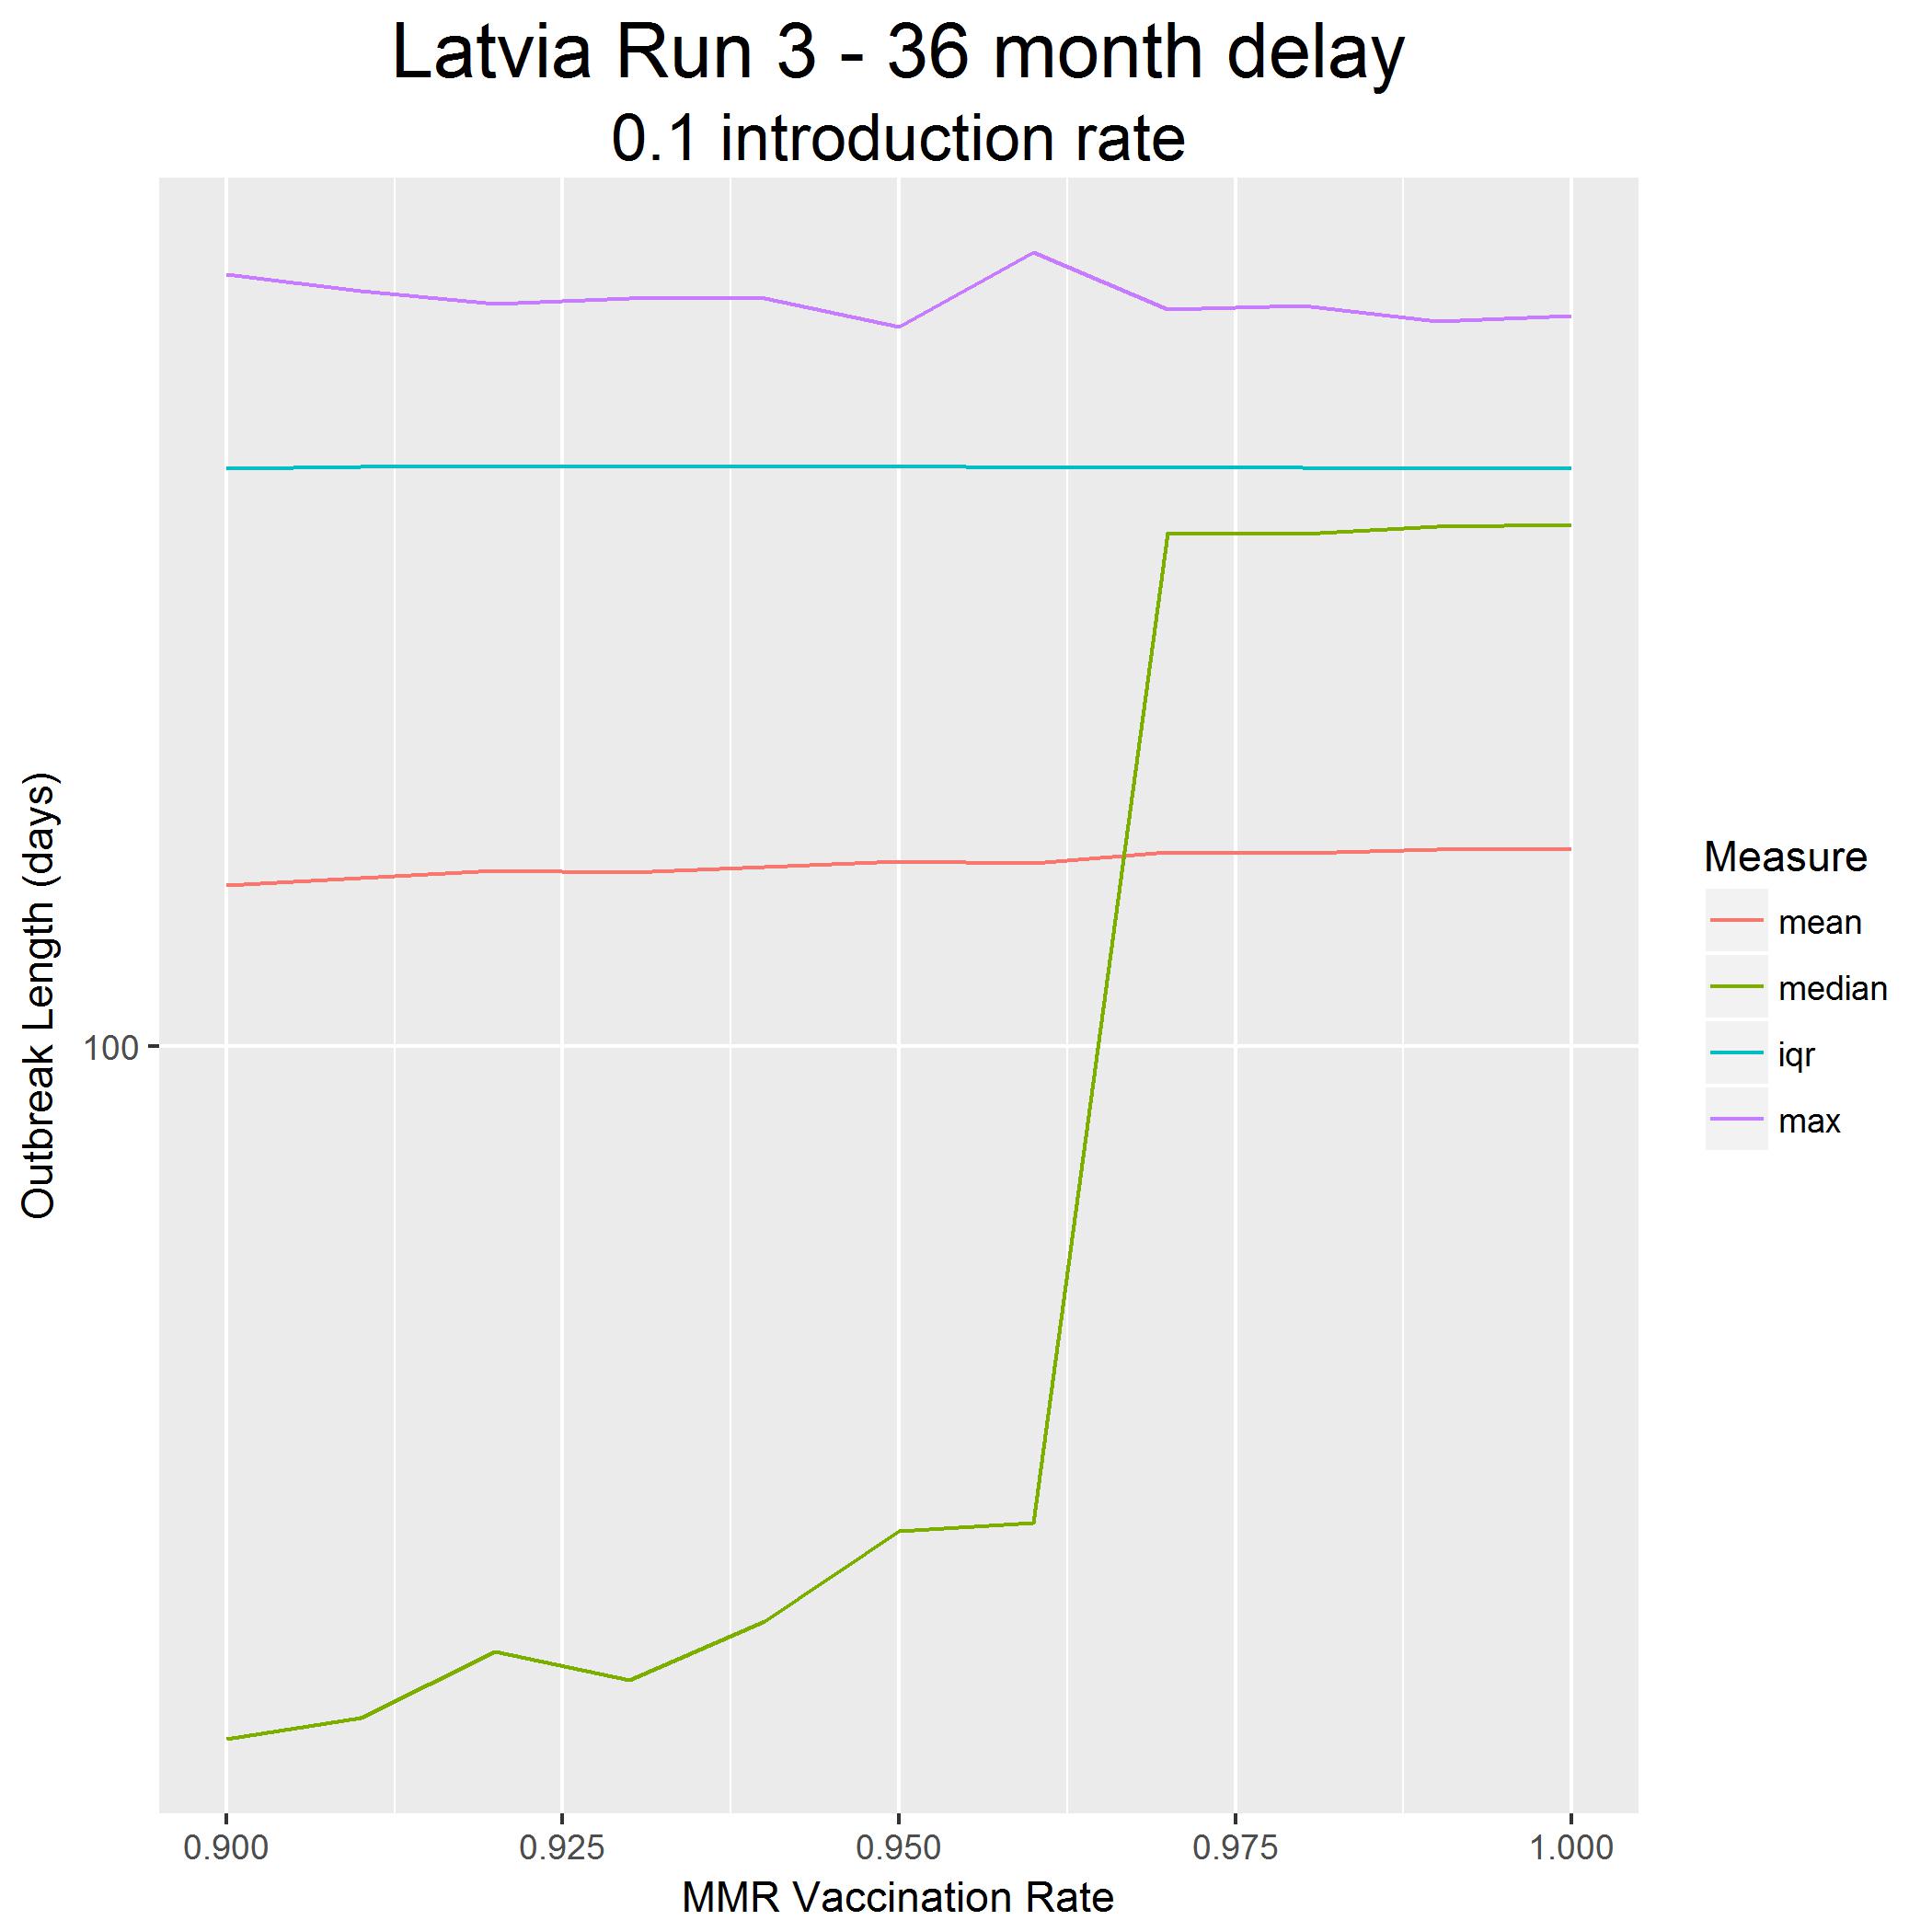 Latvia Run 3 - 36 month delay
0.1 introduction rate
Outbreak Length (days)
100
0.900 0.925 0.950 0.975 1.000
MMR Vaccination Rate
Measure
mean
median
iqr
max